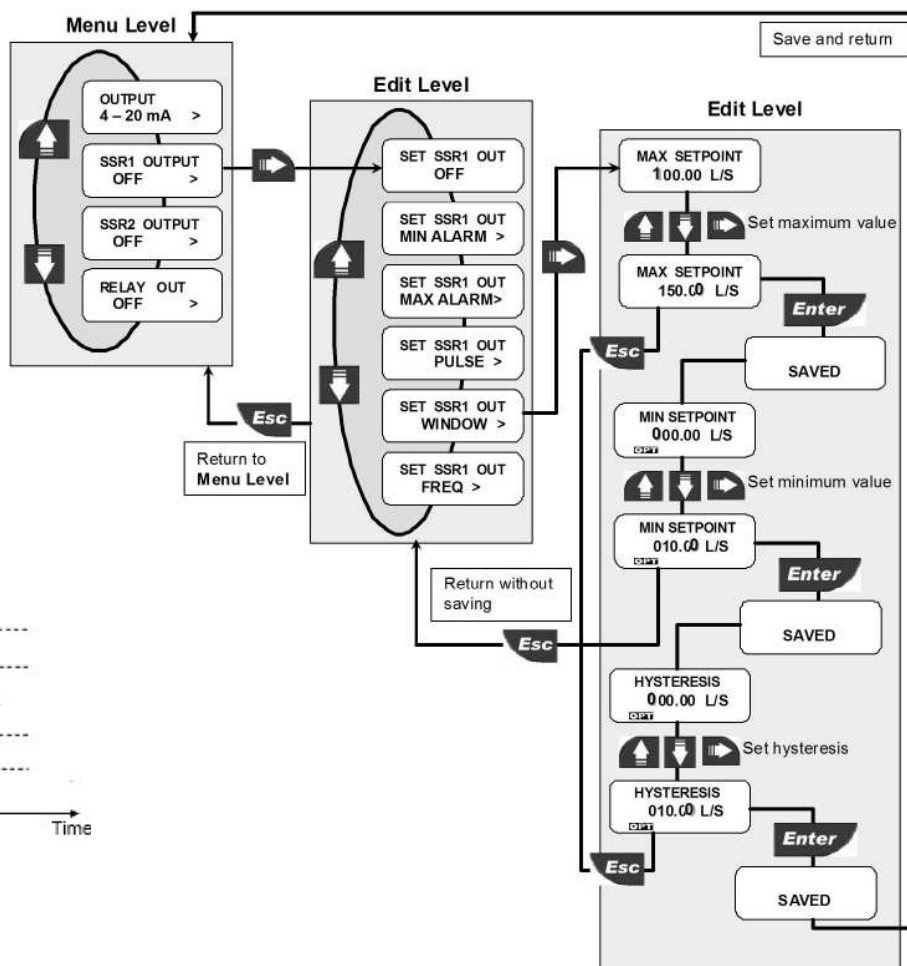 Menu Level
OUTPUT
4 – 20 mA >
SSR1 OUTPUT
OFF >
SSR2 OUTPUT
OFF >
RELAY OUT
OFF >
Esc
Return to
Menu Level
Edit Level
SET SSR1 OUT
OFF
SET SSR1 OUT
MIN ALARM >
SET SSR1 OUT
MAX ALARM>
SET SSR1 OUT
PULSE >
SET SSR1 OUT
WINDOW >
SET SSR1 OUT
FREQ >
Return without
saving
Esc
Save and return
Edit Level
MAX SETPOINT
100.00 L/S
Set maximum value
MAX SETPOINT
150.00 L/S
Enter
Esc
SAVED
MIN SETPOINT
000.00 L/S
OPT
Set minimum value
MIN SETPOINT
010.00 L/S
OPT
Enter
SAVED
HYSTERESIS
000.00 L/S
OPT
Set hysteresis
HYSTERESIS
010.00 L/S
OPT
Enter
Esc
SAVED
Time